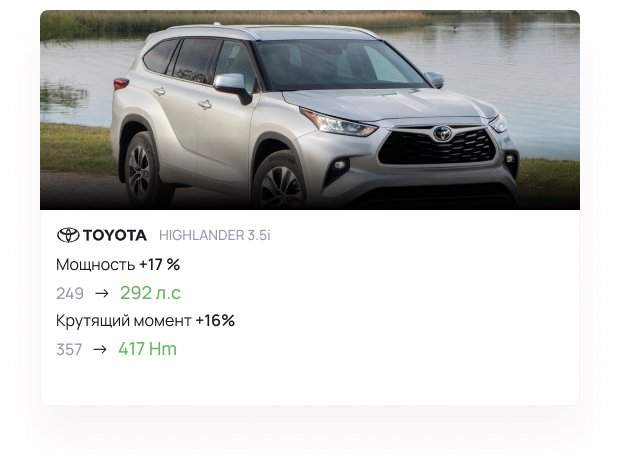 TOYOTA HIGHLANDER 3.5i
Мощность +17 %
249 → 292 л.с
Крутящий момент +16%
357 → 417 Нm